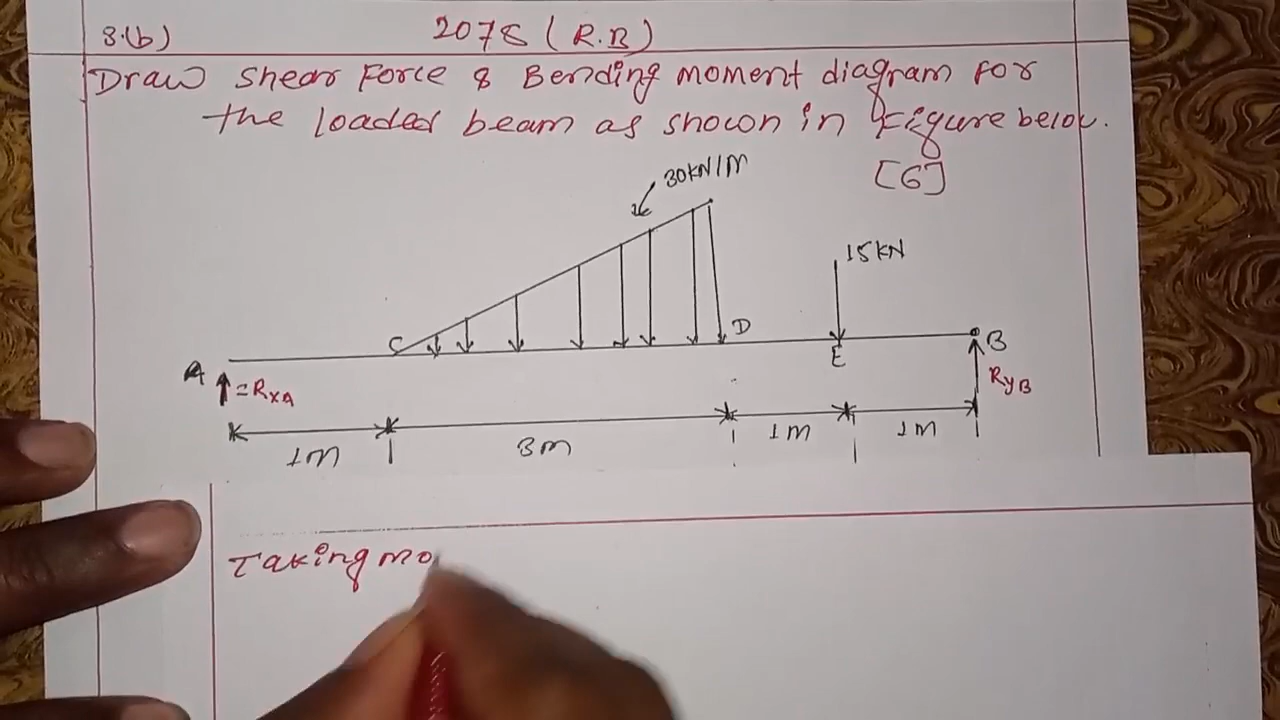 3.(b) 2078 (R.B)
Draw Shear Force & Bending moment diagram for
the loaded beam as shown in Figure below.
[6]
30KN/M
15KN
C
D
A
E
B
= RXA
RyB
1M
3m
1M
1M
Taking mo